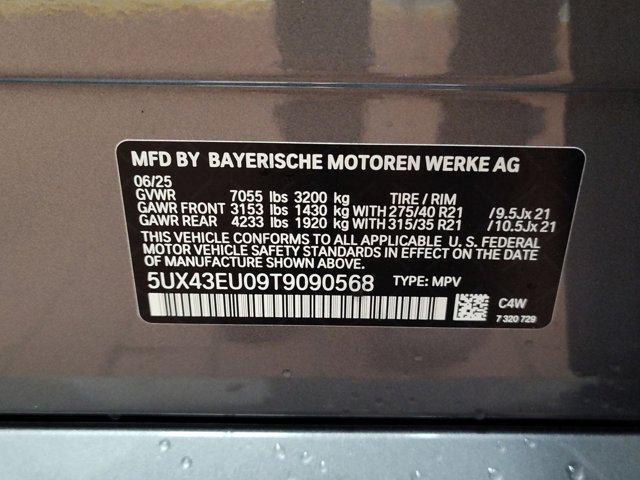 MFD BY BAYERISCHE MOTOREN WERKE AG
06/25
GVWR 7055 lbs 3200 kg TIRE / RIM
GAWR FRONT 3153 lbs 1430 kg WITH 275/40 R21 /9.5Jx21
GAWR REAR 4233 lbs 1920 kg WITH 315/35 R21 /10.5Jx21
THIS VEHICLE CONFORMS TO ALL APPLICABLE U. S. FEDERAL
MOTOR VEHICLE SAFETY STANDARDS IN EFFECT ON THE DATE
OF MANUFACTURE SHOWN ABOVE.
5UX43EU09T9090568 TYPE: MPV
C4W
7 320 729